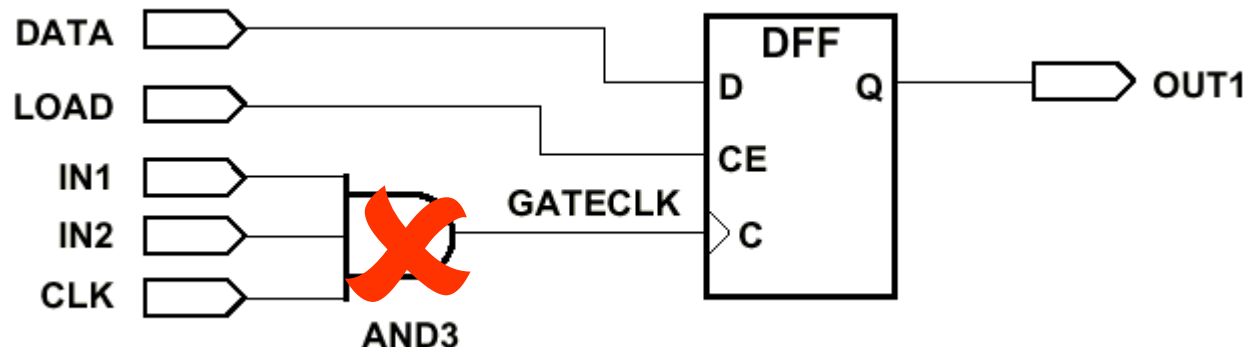 DATA
LOAD
IN1
IN2
CLK
AND3
GATECLK
DFF
D
Q
CE
C
OUT1